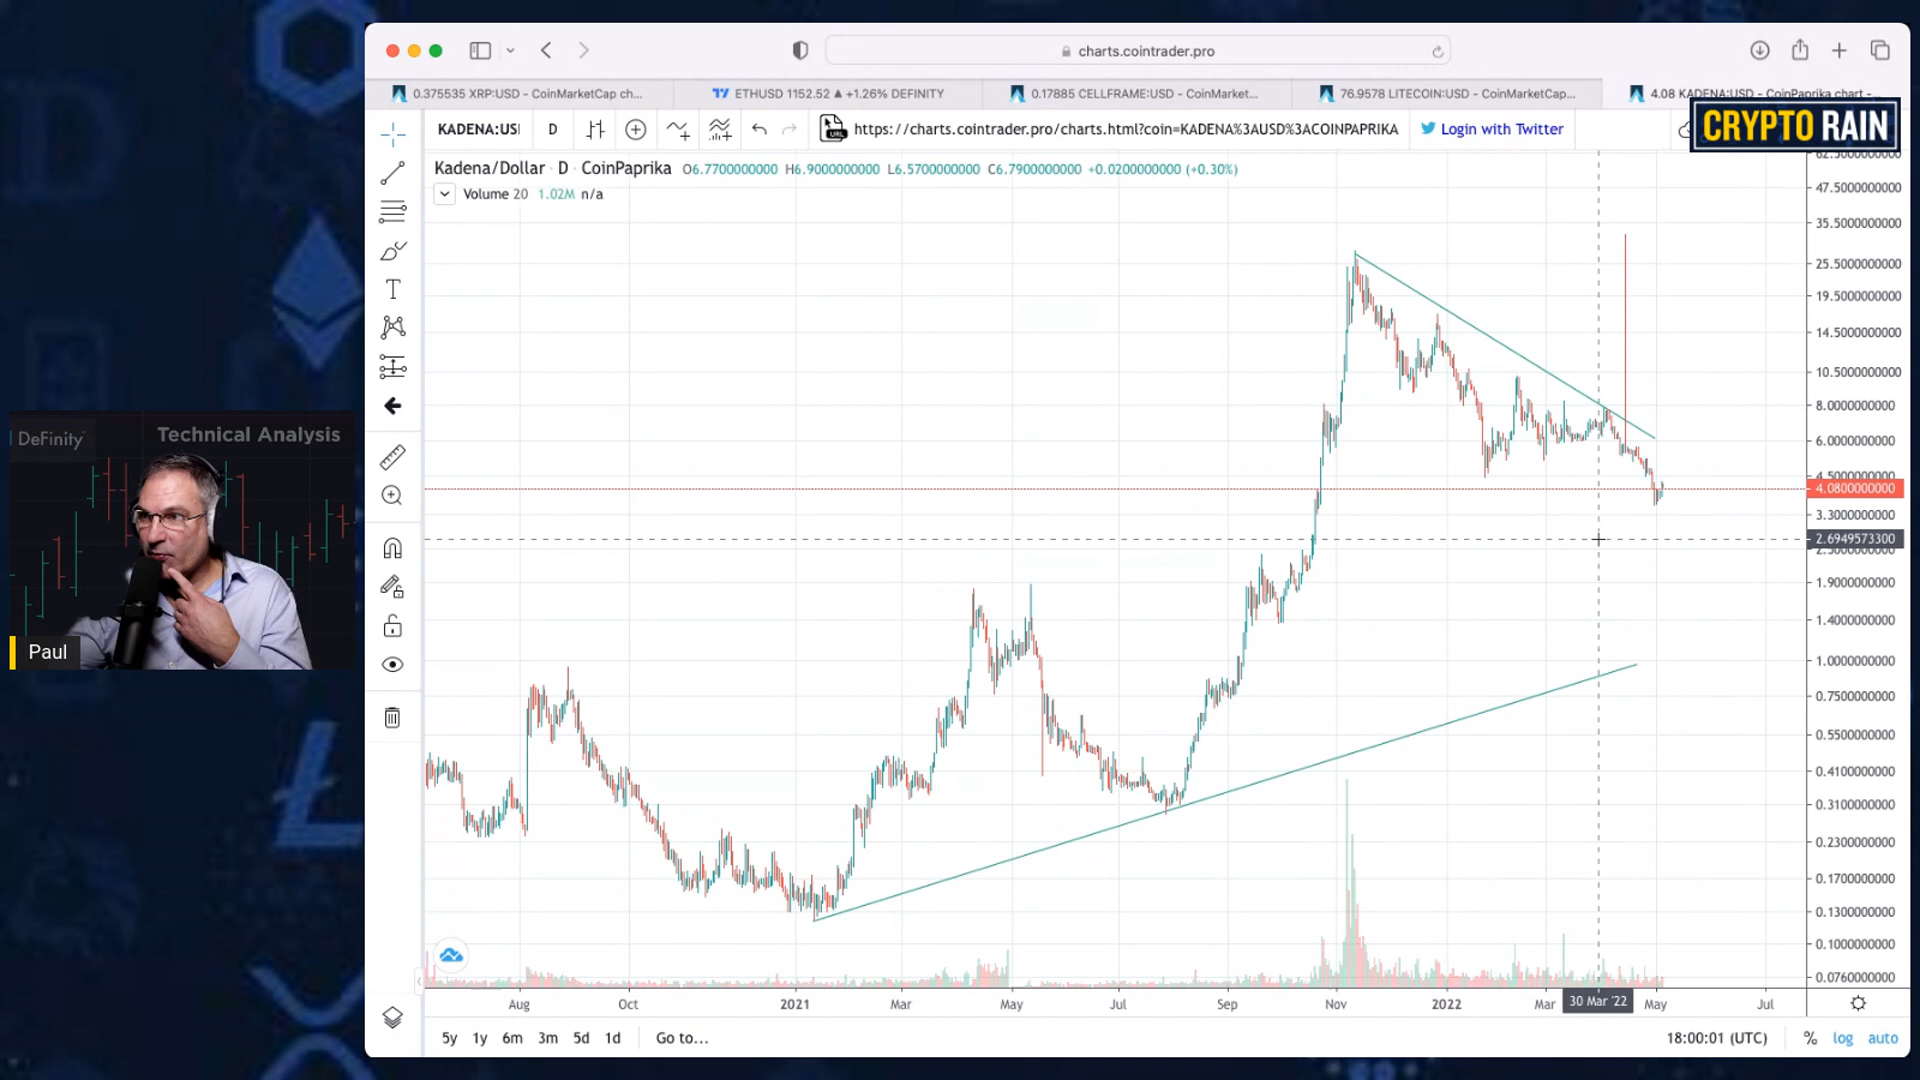 charts.cointrader.pro
0.375535 XRP:USD - CoinMarketCap ch...
ETHUSD 1152.52 ▲ +1.26% DEFINITY
0.17885 CELLFRAME:USD - CoinMarket...
76.9578 LITECOIN:USD - CoinMarketCap...
4.08 KADENA:USD - CoinPaprika chart -...
CRYPTO RAIN
KADENA:US
D
URL
https://charts.cointrader.pro/charts.html?coin=KADENA%3AUSD%3ACOINPAPRIKA
Login with Twitter
Kadena/Dollar · D · CoinPaprika O6.7700000000 H6.9000000000 L6.5700000000 C6.7900000000 +0.0200000000 (+0.30%)
Volume 20 1.02M n/a
47.5000000000
35.5000000000
25.5000000000
19.5000000000
14.5000000000
10.5000000000
8.0000000000
6.0000000000
4.5000000000
4.0800000000
3.3000000000
2.6949573300
1.9000000000
1.4000000000
1.0000000000
0.7500000000
0.5500000000
0.4100000000
0.3100000000
0.2300000000
0.1700000000
0.1300000000
0.1000000000
0.0760000000
DeFinity
Technical Analysis
Paul
Aug Oct 2021 Mar May Jul Sep Nov 2022 Mar 30 Mar '22 May Jul
5y 1y 6m 3m 5d 1d Go to... 18:00:01 (UTC) % log auto